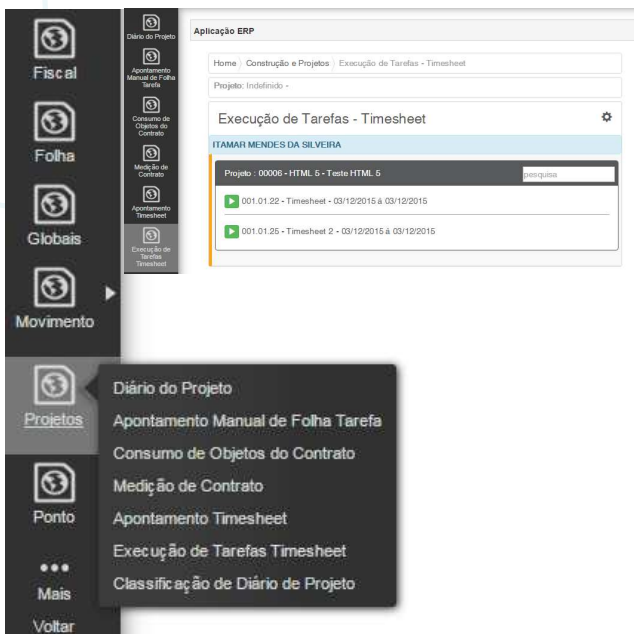 Fiscal
Folha
Globais
Movimento
Projetos
Ponto
Mais
Voltar
Diário do Projeto
Apontamento
Manual de Folha
Tarefa
Consumo de
Objetos do
Contrato
Medição de
Contrato
Apontamento
Timesheet
Execução de
Tarefas
Timesheet
Aplicação ERP
Home ) Construção e Projetos ) Execução de Tarefas - Timesheet
Projeto: Indefinido -
Execução de Tarefas - Timesheet
ITAMAR MENDES DA SILVEIRA
Projeto : 00006 - HTML 5 - Teste HTML 5
pesquisa
001.01.22 - Timesheet - 03/12/2015 á 03/12/2015
001.01.25 - Timesheet 2 - 03/12/2015 á 03/12/2015
Diário do Projeto
Apontamento Manual de Folha Tarefa
Consumo de Objetos do Contrato
Medição de Contrato
Apontamento Timesheet
Execução de Tarefas Timesheet
Classificação de Diário de Projeto